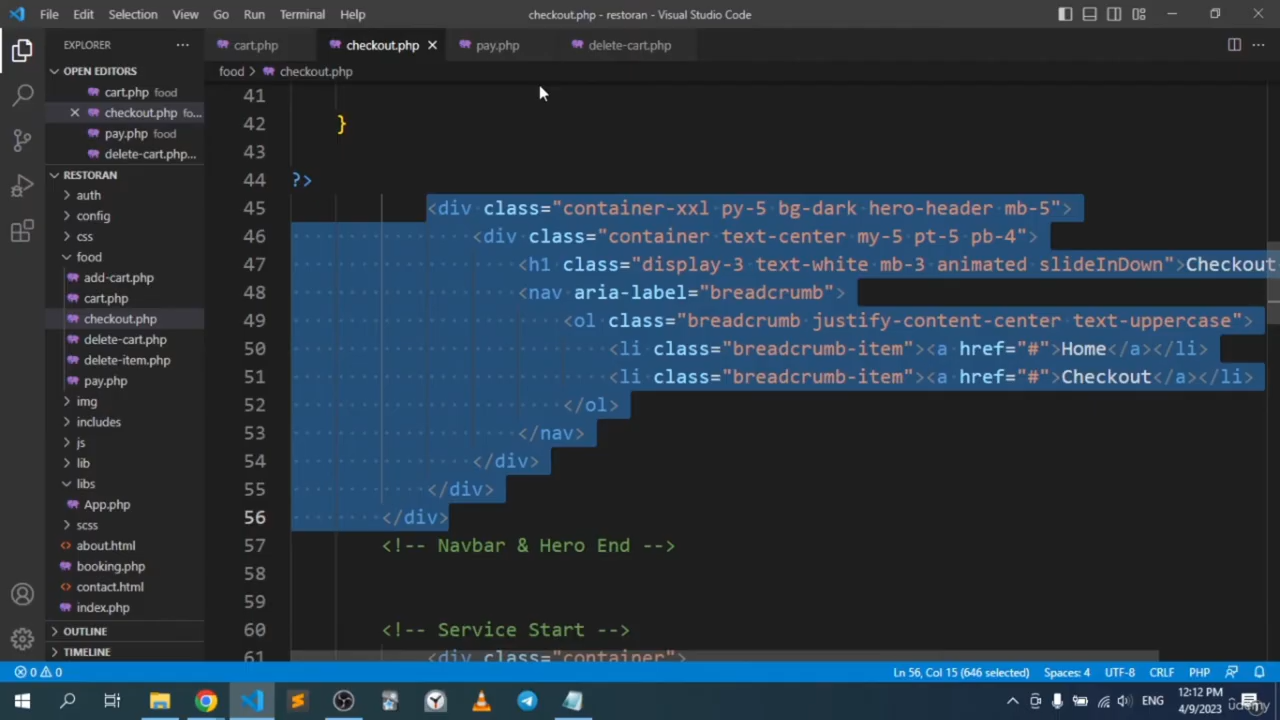 File Edit Selection View Go Run Terminal Help checkout.php - restoran - Visual Studio Code
EXPLORER
cart.php checkout.php pay.php delete-cart.php
food > checkout.php
OPEN EDITORS
cart.php food
checkout.php fo...
pay.php food
delete-cart.php...
RESTORAN
auth
config
css
food
add-cart.php
cart.php
checkout.php
delete-cart.php
delete-item.php
pay.php
img
includes
js
lib
libs
App.php
scss
about.html
booking.php
contact.html
index.php
OUTLINE
TIMELINE
41
42 }
43
44 ?>
45 <div class="container-xxl py-5 bg-dark hero-header mb-5">
46 <div class="container text-center my-5 pt-5 pb-4">
47 <h1 class="display-3 text-white mb-3 animated slideInDown">Checkout
48 <nav aria-label="breadcrumb">
49 <ol class="breadcrumb justify-content-center text-uppercase">
50 <li class="breadcrumb-item"><a href="#">Home</a></li>
51 <li class="breadcrumb-item"><a href="#">Checkout</a></li>
52 </ol>
53 </nav>
54 </div>
55 </div>
56 </div>
57 <!-- Navbar & Hero End -->
58
59
60 <!-- Service Start -->
61 <div class="container">
0 0 Ln 56, Col 15 (646 selected) Spaces: 4 UTF-8 CRLF PHP
ENG 12:12 PM
4/9/2023
udemy